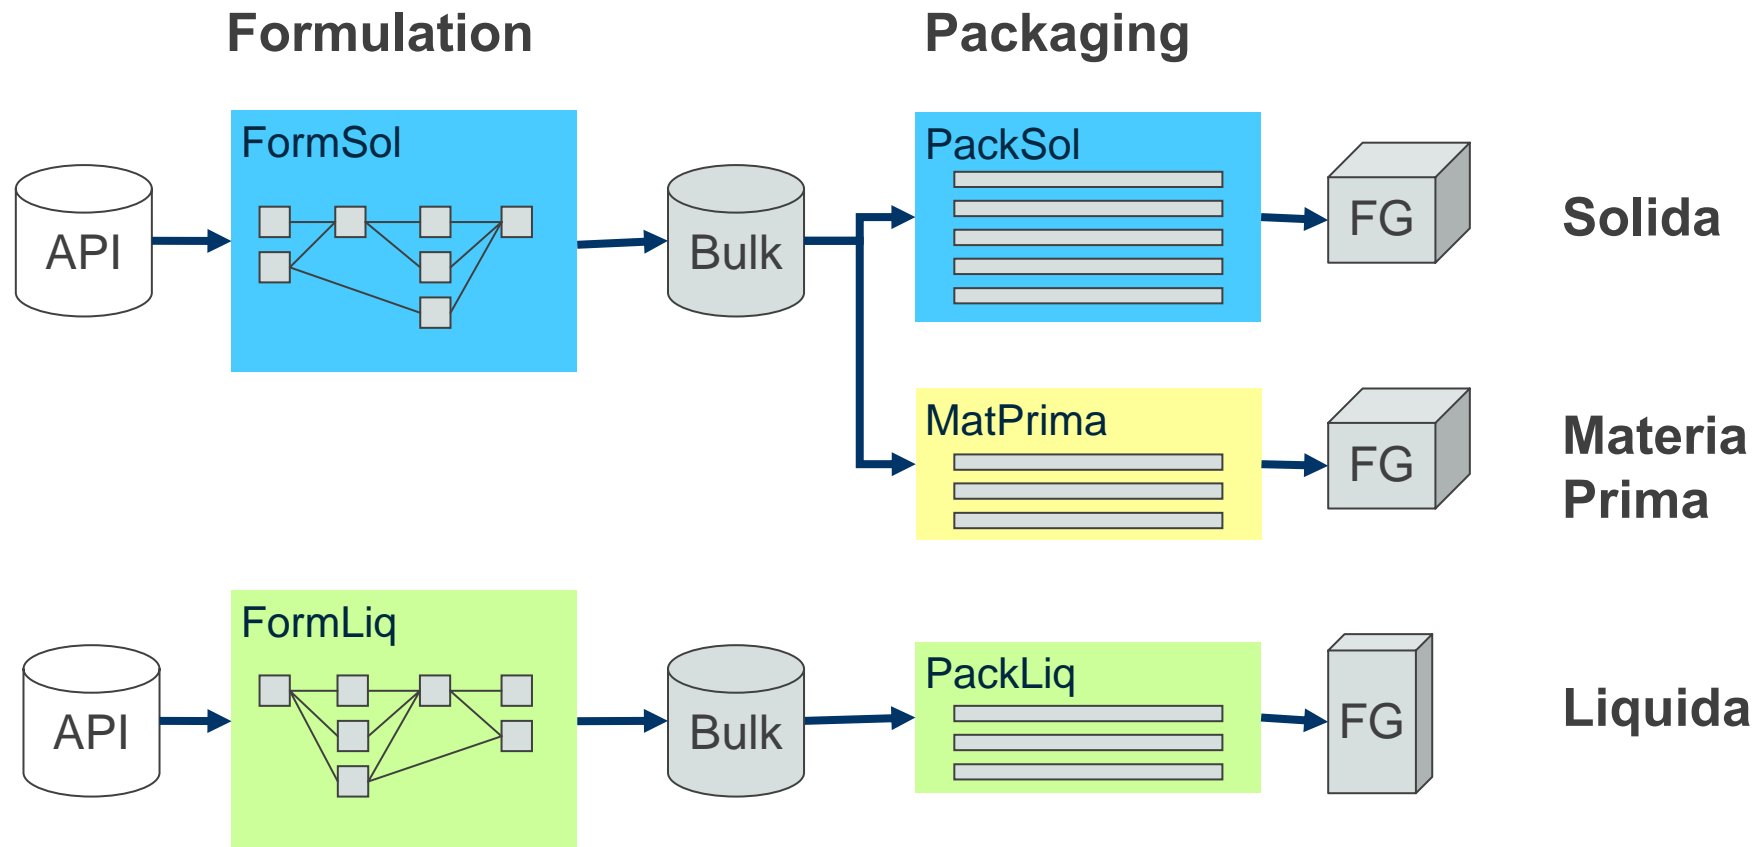 Formulation
Packaging
API
FormSol
Bulk
PackSol
FG
Solida
MatPrima
FG
Materia
Prima
API
FormLiq
Bulk
PackLiq
FG
Liquida